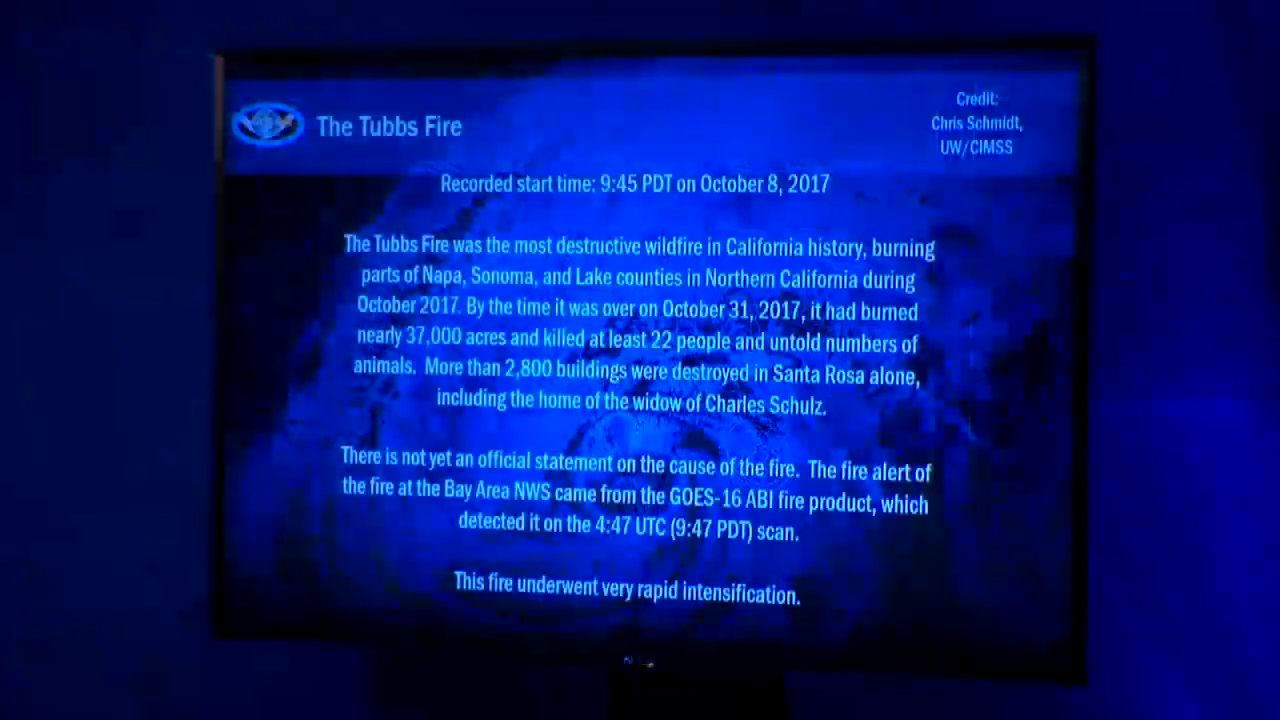 The Tubbs Fire
Credit:
Chris Schmidt,
UW/CIMSS
Recorded start time: 9:45 PDT on October 8, 2017
The Tubbs Fire was the most destructive wildfire in California history, burning
parts of Napa, Sonoma, and Lake counties in Northern California during
October 2017. By the time it was over on October 31, 2017, it had burned
nearly 37,000 acres and killed at least 22 people and untold numbers of
animals. More than 2,800 buildings were destroyed in Santa Rosa alone,
including the home of the widow of Charles Schulz.
There is not yet an official statement on the cause of the fire. The fire alert of
the fire at the Bay Area NWS came from the GOES-16 ABI fire product, which
detected it on the 4:47 UTC (9:47 PDT) scan.
This fire underwent very rapid intensification.